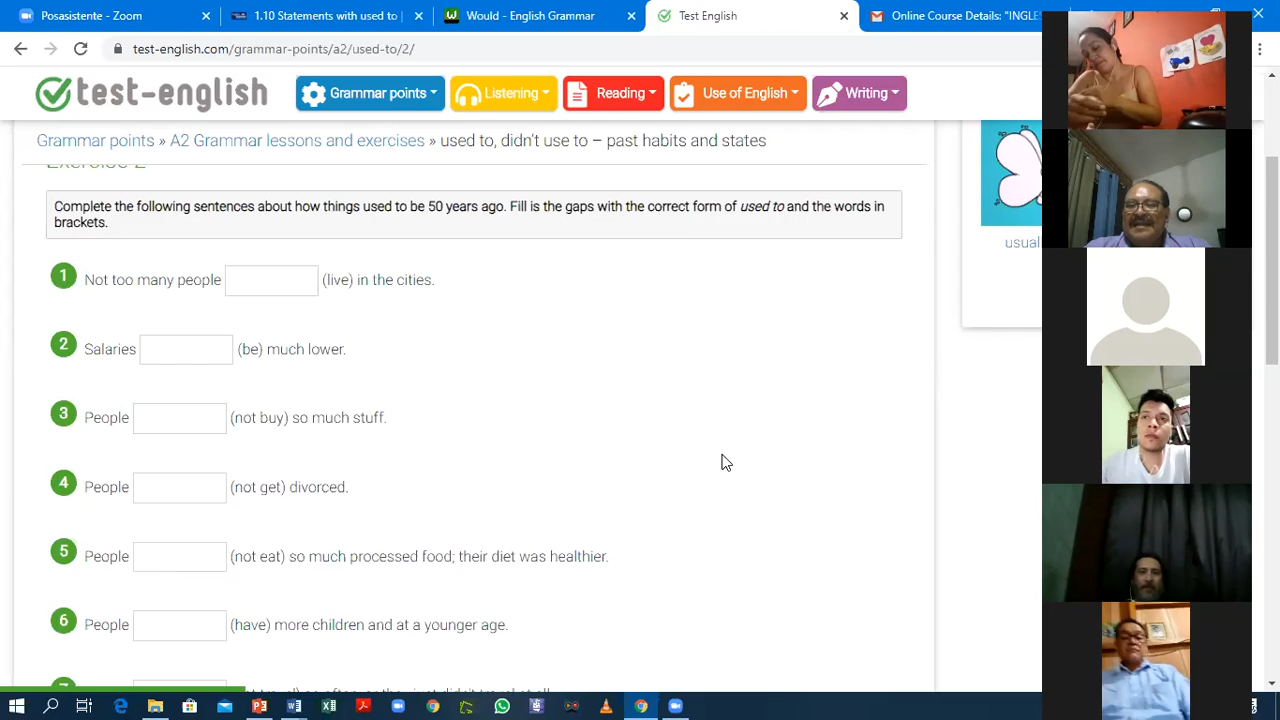 Posasistente - Zoom
1.10 Statements with used to
Would - English Grammar
Test English
Online Course Details: "INGLES
test-english.com/grammar-points/a2/used-to/2/
test-english
Grammar points
Listening
Reading
Use of English
Writing
Grammar points » A2 Grammar lessons and exercises » used to, didn't use to – past habits and states
Exercise 2
Complete the following sentences about how things used to be 50 years ago. Fill is the gaps with the correct form of used to and the words in
brackets.
usual
1 Not too many people (live) in the cities.
2 Salaries (be) much lower.
3 People (not buy) so much stuff.
4 People (not get) divorced.
5 People (not eat) so much processed food; their diet was healthier.
6 People (have) more children and at a younger age.